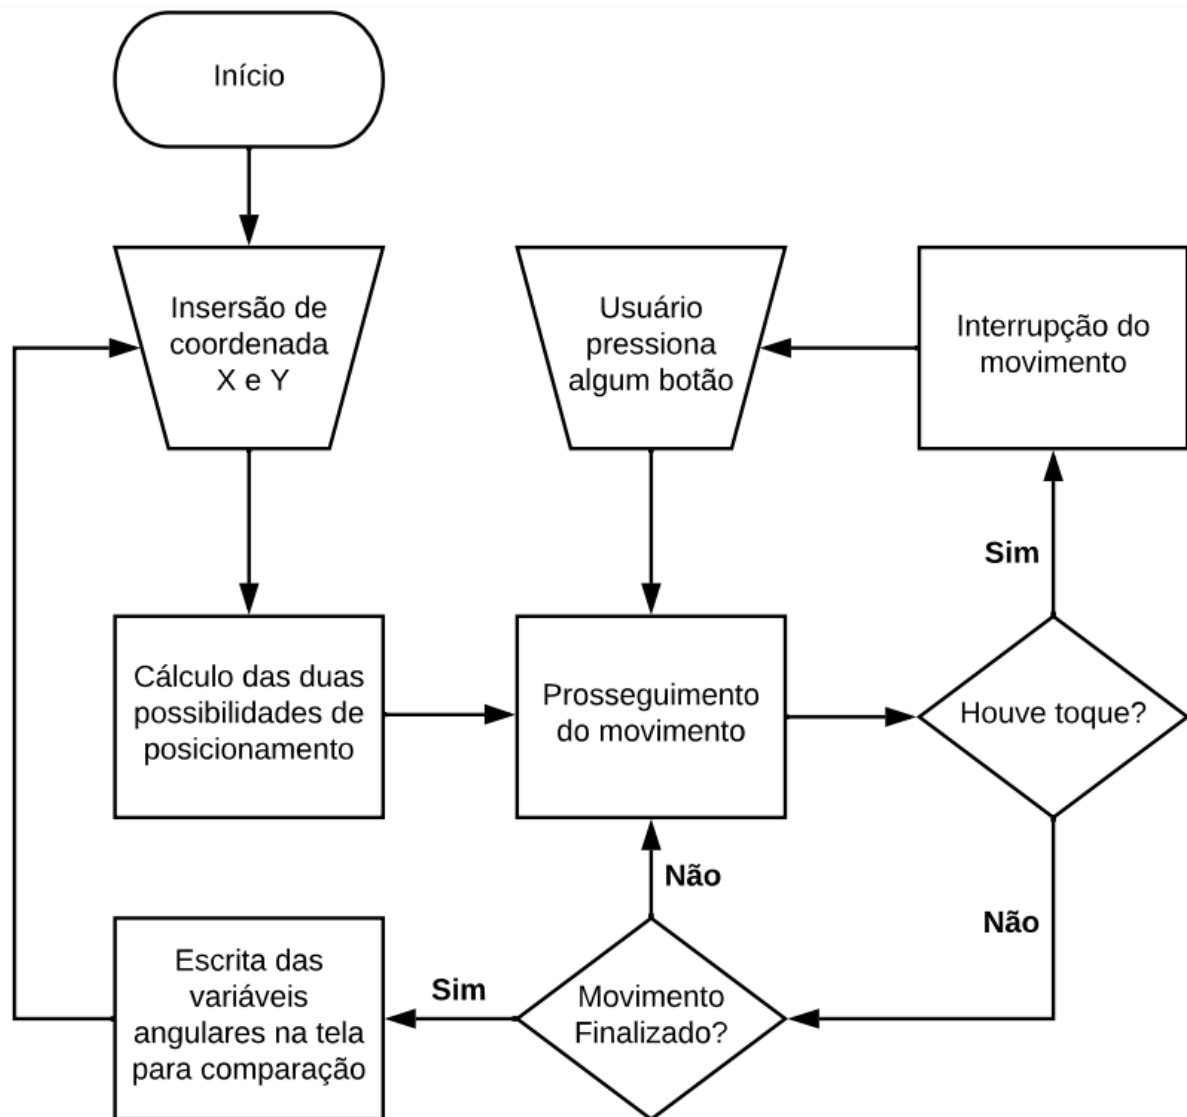 Início
Insersão de
coordenada
X e Y
Usuário
pressiona
algum botão
Interrupção do
movimento
Sim
Cálculo das duas
possibilidades de
posicionamento
Prosseguimento
do movimento
Houve toque?
Não
Não
Escrita das
variáveis
angulares na tela
para comparação
Sim
Movimento
Finalizado?